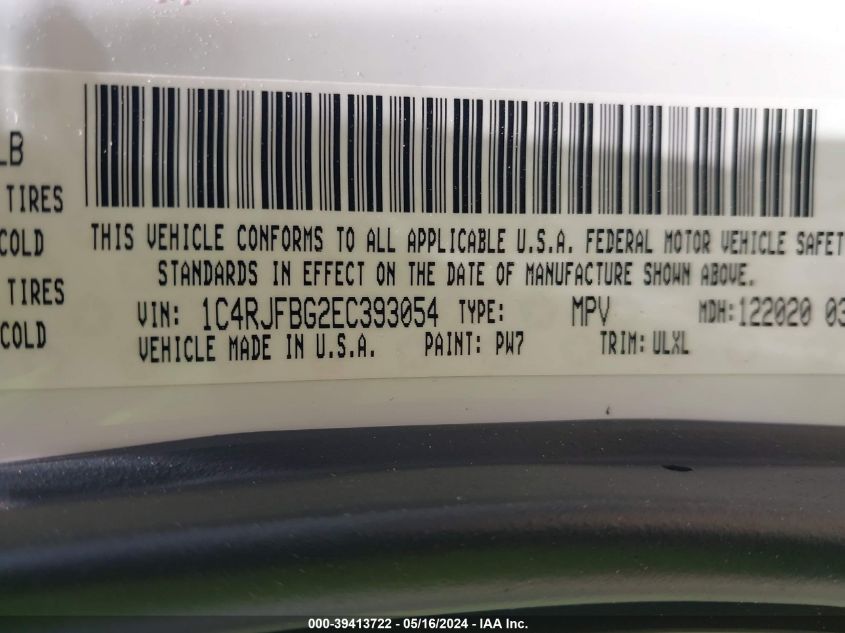 LB
TIRES
COLD
TIRES
COLD
THIS VEHICLE CONFORMS TO ALL APPLICABLE U.S.A. FEDERAL MOTOR VEHICLE SAFET
STANDARDS IN EFFECT ON THE DATE OF MANUFACTURE SHOWN ABOVE.
VIN: 1C4RJFBG2EC393054 TYPE: MPV MDH:122020 03
VEHICLE MADE IN U.S.A. PAINT: PW7 TRIM: ULXL
000-39413722 - 05/16/2024 - IAA Inc.